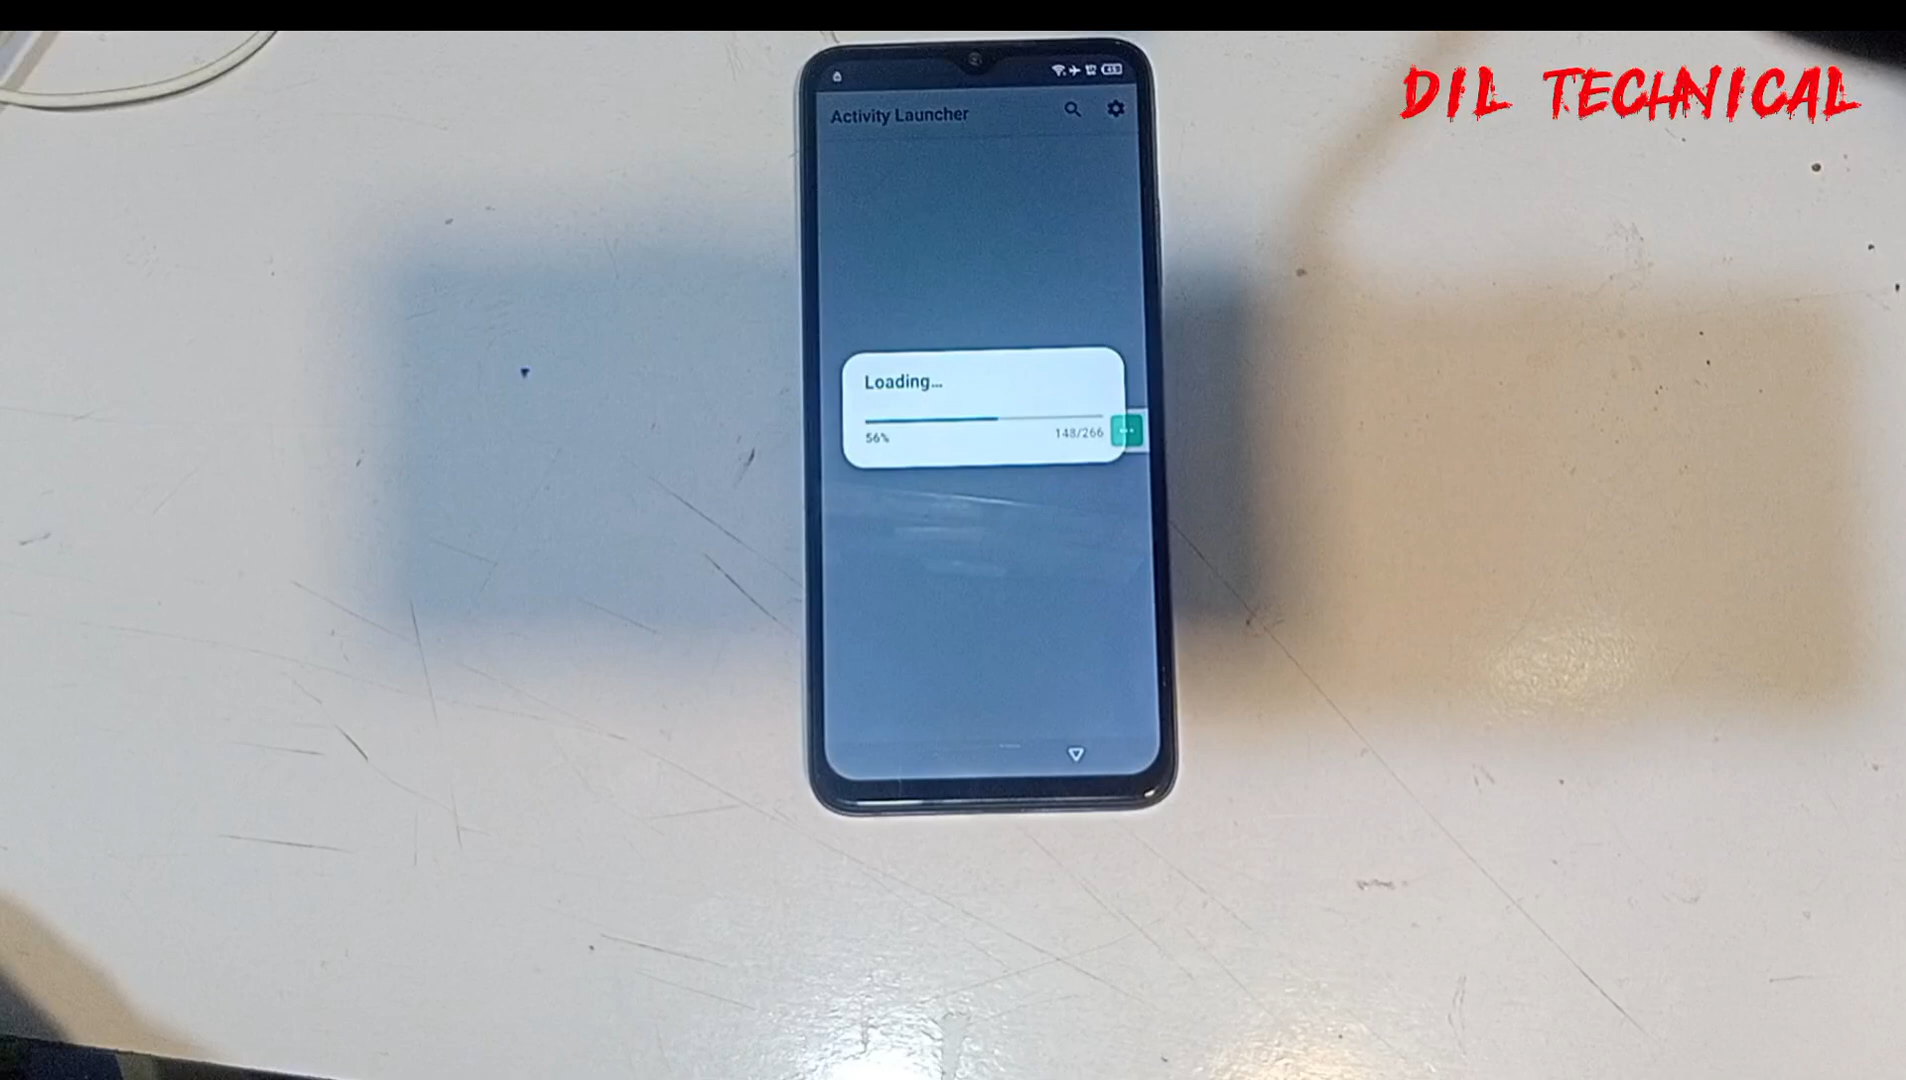 DIL TECHNICAL
Activity Launcher
Loading...
56%
148/266